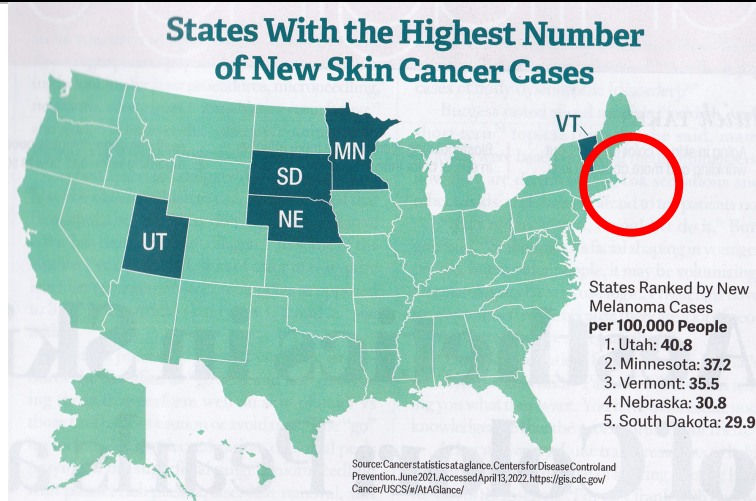 States With the Highest Number
of New Skin Cancer Cases
VT
MN
SD
NE
UT
States Ranked by New
Melanoma Cases
per 100,000 People
1. Utah: 40.8
2. Minnesota: 37.2
3. Vermont: 35.5
4. Nebraska: 30.8
5. South Dakota: 29.9
Source: Cancer statistics at a glance. Centers for Disease Control and
Prevention. June 2021. Accessed April 13, 2022. https://gis.cdc.gov/
Cancer/USCS/#/AtAGlance/